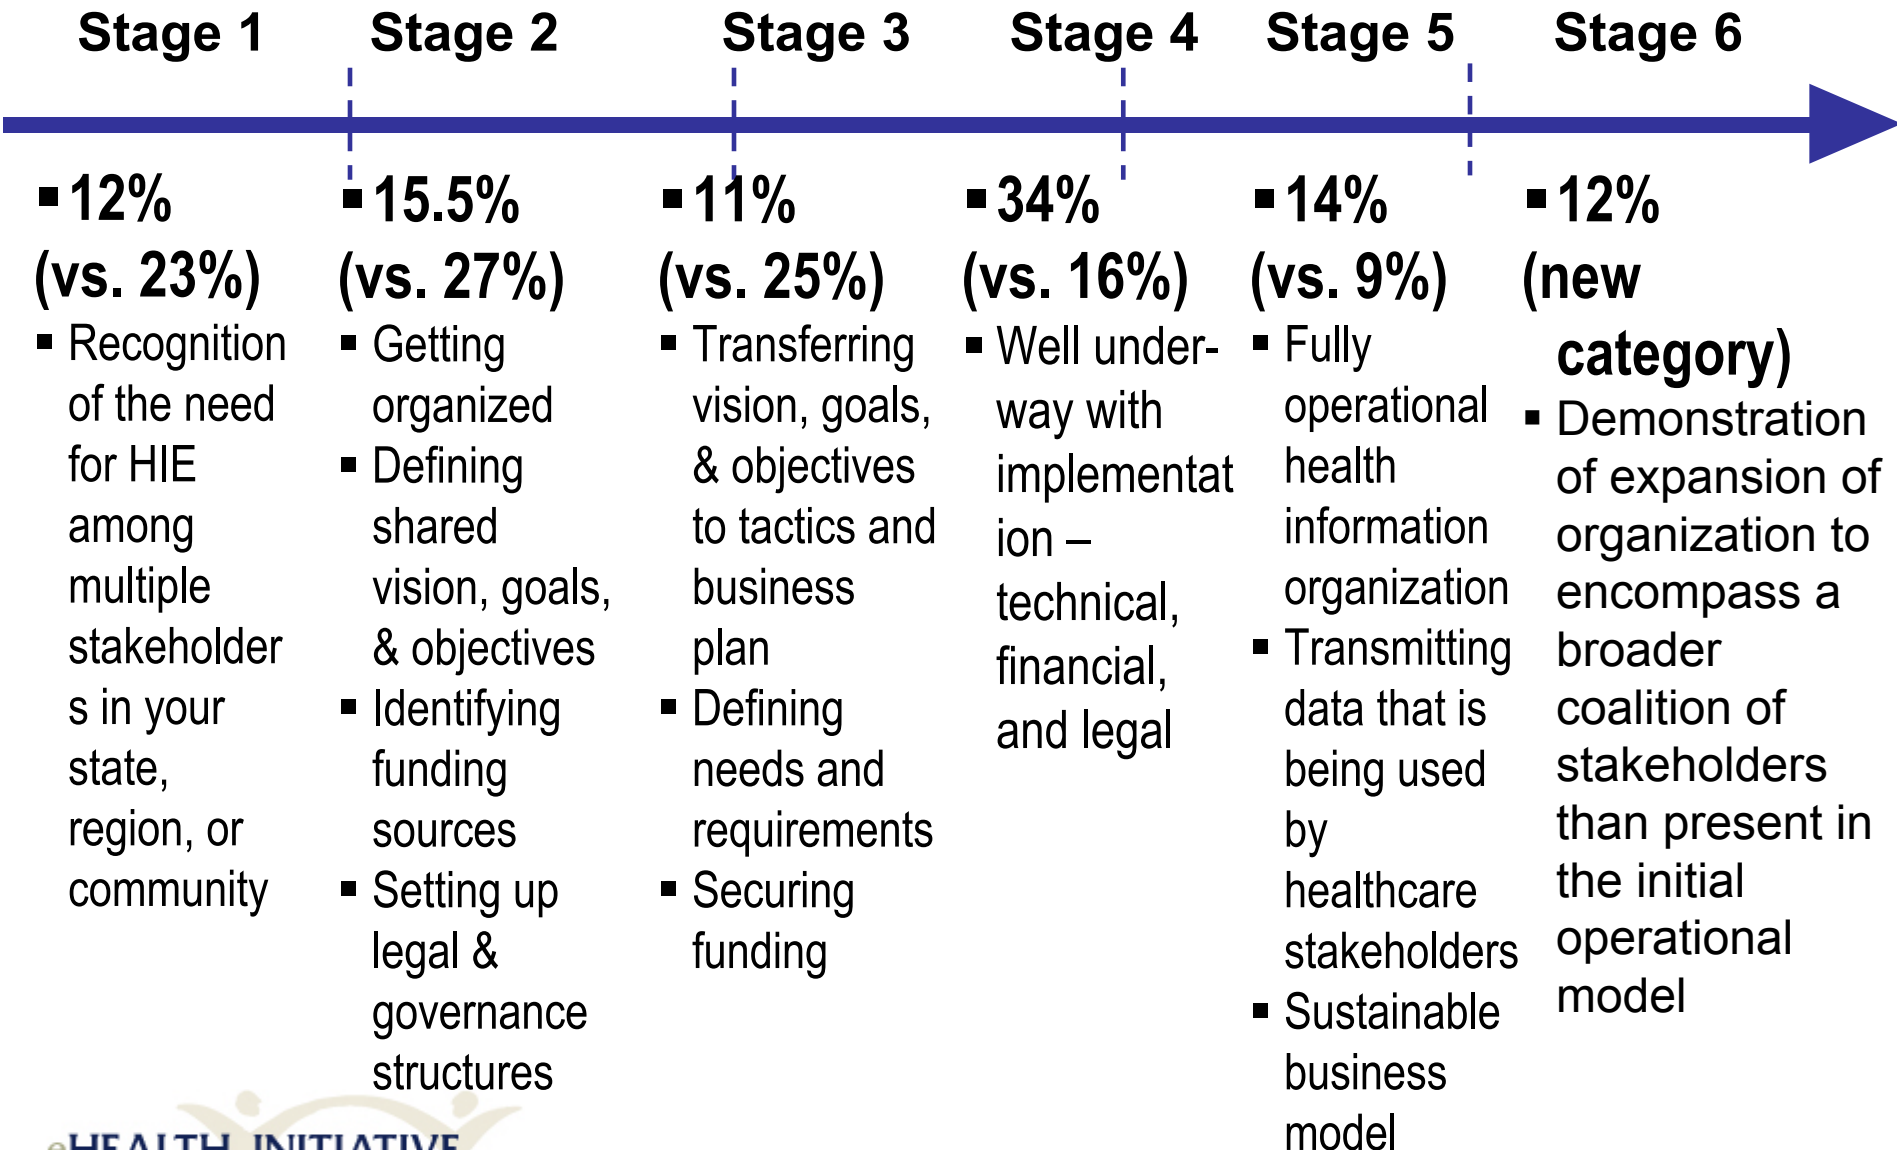 Stage 1 Stage 2 Stage 3 Stage 4 Stage 5 Stage 6
▪ 12%
(vs. 23%)
▪ Recognition
of the need
for HIE
among
multiple
stakeholder
s in your
state,
region, or
community
▪ 15.5%
(vs. 27%)
▪ Getting
organized
▪ Defining
shared
vision, goals,
& objectives
▪ Identifying
funding
sources
▪ Setting up
legal &
governance
structures
▪ 11%
(vs. 25%)
▪ Transferring
vision, goals,
& objectives
to tactics and
business
plan
▪ Defining
needs and
requirements
▪ Securing
funding
▪ 34%
(vs. 16%)
▪ Well under-
way with
implementat
ion –
technical,
financial,
and legal
▪ 14%
(vs. 9%)
▪ Fully
operational
health
information
organization
▪ Transmitting
data that is
being used
by
healthcare
stakeholders
▪ Sustainable
business
model
▪ 12%
(new
category)
▪ Demonstration
of expansion of
organization to
encompass a
broader
coalition of
stakeholders
than present in
the initial
operational
model
eHEALTH INITIATIVE